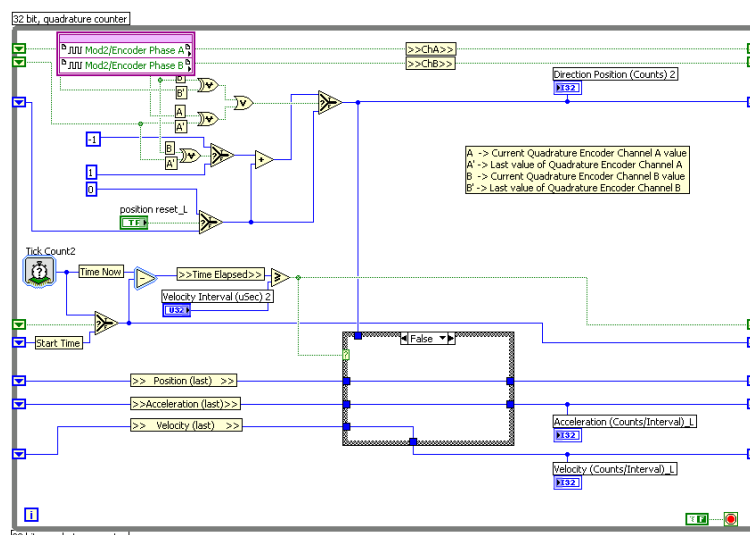 32 bit, quadrature counter
Mod2/Encoder Phase A
Mod2/Encoder Phase B
>>ChA>>
>>ChB>>
Direction Position (Counts) 2
I32
B
B'
A
A'
B
A'
-1
1
0
A -> Current Quadrature Encoder Channel A value
A' -> Last value of Quadrature Encoder Channel A
B -> Current Quadrature Encoder Channel B value
B' -> Last value of Quadrature Encoder Channel B
position reset_L
TF
Tick Count2
Time Now
>>Time Elapsed>>
Velocity Interval (uSec) 2
U32
Start Time
False
?
>> Position (last) >>
>>Acceleration (last)>>
>> Velocity (last) >>
Acceleration (Counts/Interval)_L
I32
Velocity (Counts/Interval)_L
I32
i
TF